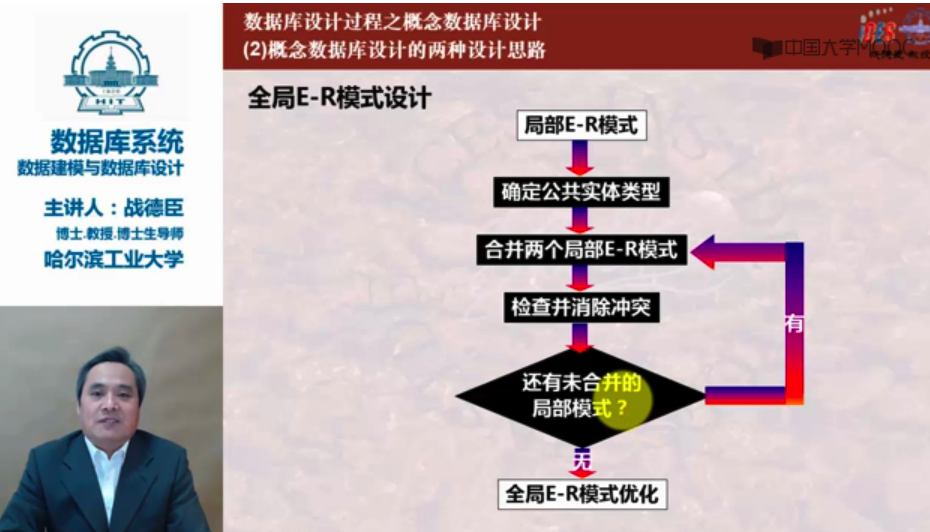 数据库设计过程之概念数据库设计
(2)概念数据库设计的两种设计思路
中国大学MOOC
HIT
数据库系统
数据建模与数据库设计
主讲人：战德臣
博士.教授.博士生导师
哈尔滨工业大学
全局E-R模式设计
局部E-R模式
确定公共实体类型
合并两个局部E-R模式
检查并消除冲突
还有未合并的
局部模式？
有
无
全局E-R模式优化